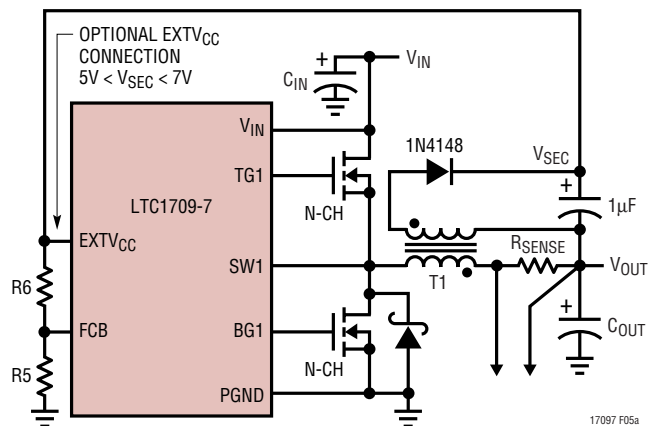 OPTIONAL EXTVCC
CONNECTION
5V < VSEC < 7V
+
CIN
VIN
VIN
1N4148
VSEC
TG1
+
1µF
LTC1709-7
N-CH
RSENSE
EXTVCC
SW1
T1
VOUT
R6
FCB
BG1
+
COUT
R5
N-CH
PGND
17097 F05a